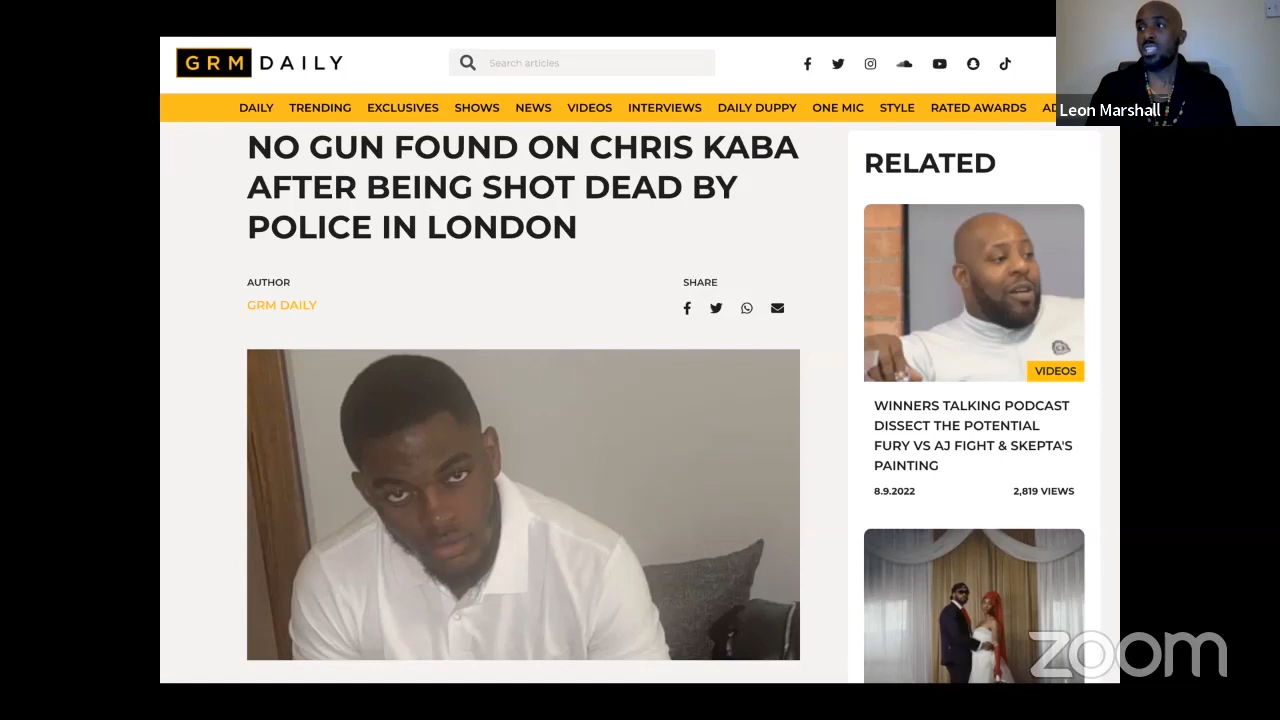 GRM DAILY
Search articles
Leon Marshall
DAILY TRENDING EXCLUSIVES SHOWS NEWS VIDEOS INTERVIEWS DAILY DUPPY ONE MIC STYLE RATED AWARDS
NO GUN FOUND ON CHRIS KABA
AFTER BEING SHOT DEAD BY
POLICE IN LONDON
AUTHOR
GRM DAILY
SHARE
RELATED
VIDEOS
WINNERS TALKING PODCAST
DISSECT THE POTENTIAL
FURY VS AJ FIGHT & SKEPTA'S
PAINTING
8.9.2022 2,819 VIEWS
zoom